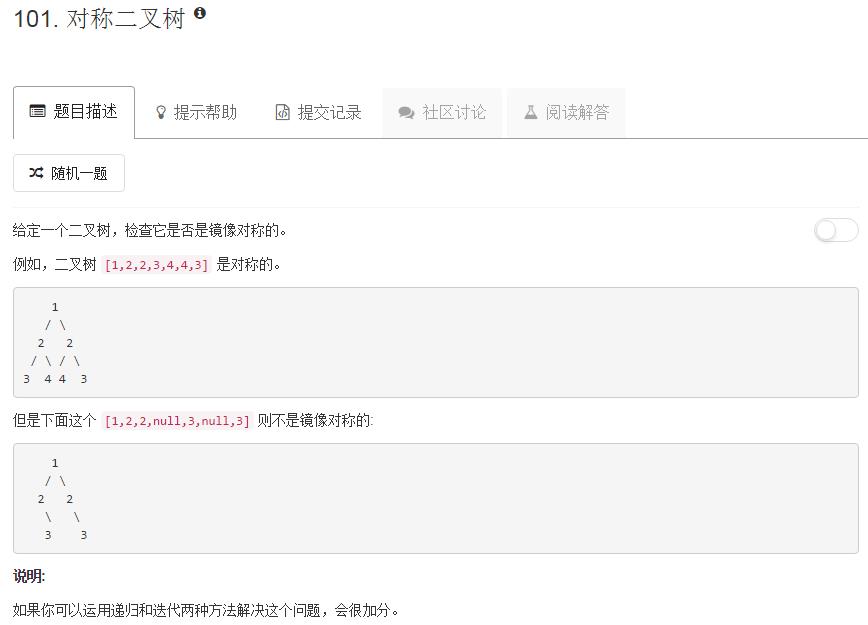 101. 对称二叉树
题目描述 提示帮助 提交记录 社区讨论 阅读解答
随机一题
给定一个二叉树，检查它是否是镜像对称的。
例如，二叉树 [1,2,2,3,4,4,3] 是对称的。
    1
   / \
  2   2
 / \ / \
3  4 4  3
但是下面这个 [1,2,2,null,3,null,3] 则不是镜像对称的:
    1
   / \
  2   2
   \   \
   3    3
说明:
如果你可以运用递归和迭代两种方法解决这个问题，会很加分。